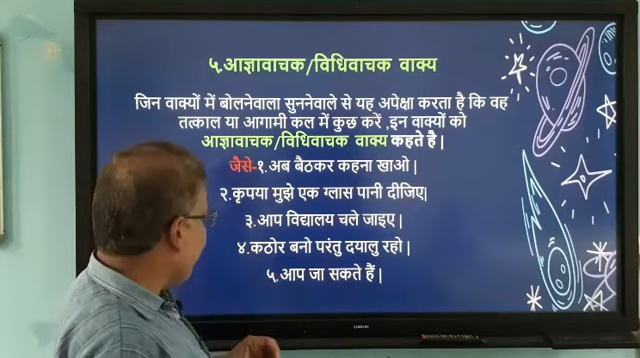 ५.आज्ञावाचक/विधिवाचक वाक्य
जिन वाक्यों में बोलनेवाला सुननेवाले से यह अपेक्षा करता है कि वह
तत्काल या आगामी कल में कुछ करें ,इन वाक्यों को
आज्ञावाचक/विधिवाचक वाक्य कहते है |
जैसे-१.अब बैठकर कहना खाओ |
२.कृपया मुझे एक ग्लास पानी दीजिए|
३.आप विद्यालय चले जाइए |
४.कठोर बनो परंतु दयालु रहो |
५.आप जा सकते हैं |
SAMSUNG